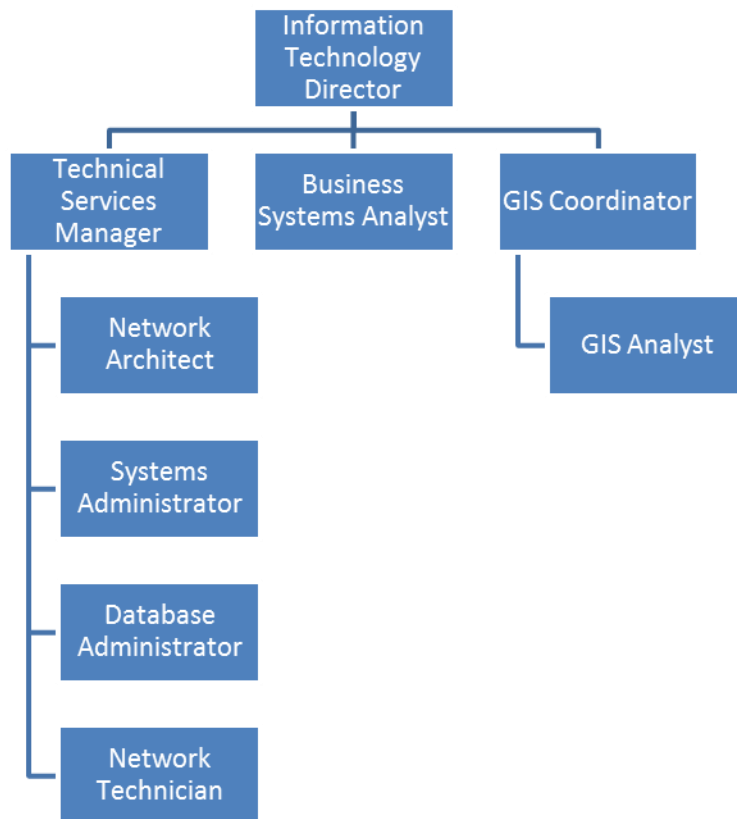 Information
Technology
Director
Technical
Services
Manager
Business
Systems Analyst
GIS Coordinator
Network
Architect
GIS Analyst
Systems
Administrator
Database
Administrator
Network
Technician